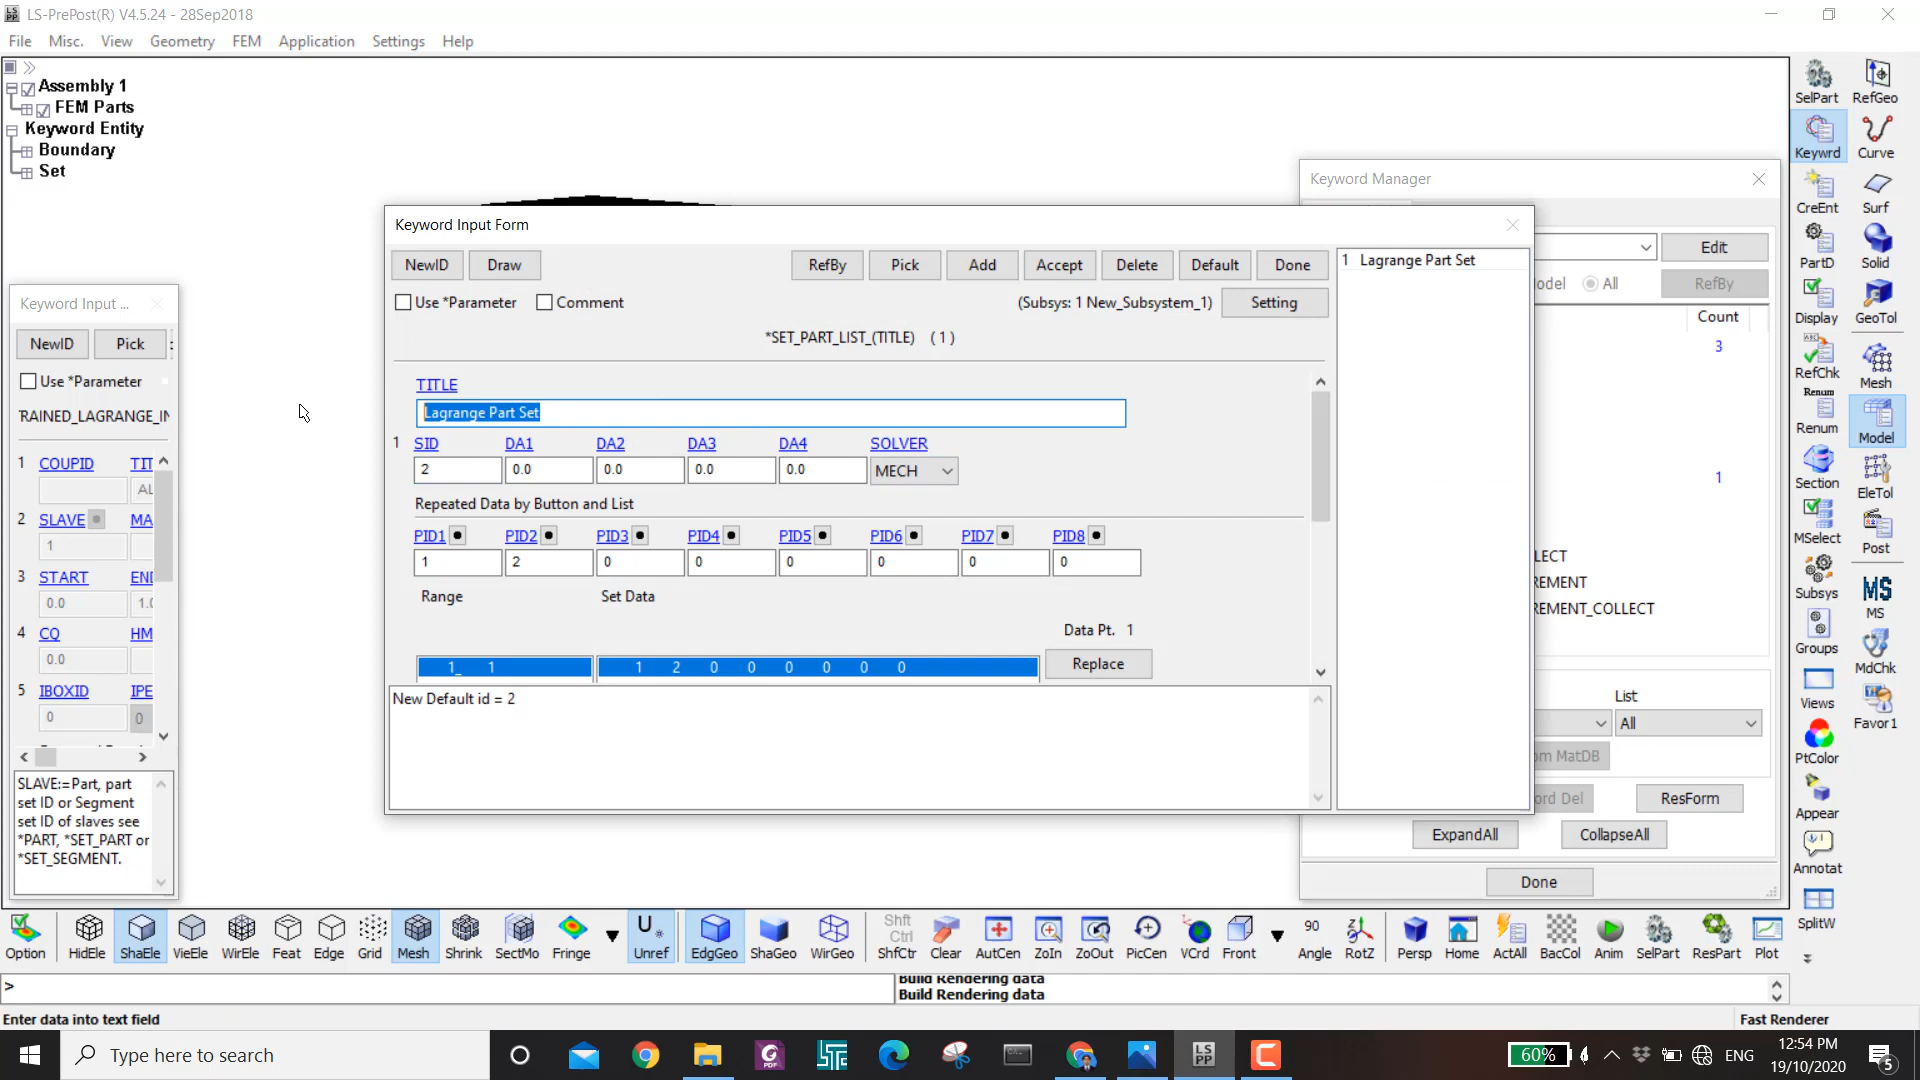 LS-PrePost(R) V4.5.24 - 28Sep2018
File Misc. View Geometry FEM Application Settings Help
Assembly 1
FEM Parts
Keyword Entity
Boundary
Set
Keyword Input ...
NewID Pick
Use *Parameter
1 COUPID
2 SLAVE MA
1
3 START
0.0
4 CQ HM
0.0
5 IBOXID IPE
0 0
SLAVE:=Part, part
set ID or Segment
set ID of slaves see
*PART, *SET_PART or
*SET_SEGMENT.
Keyword Input Form
NewID Draw RefBy Pick Add Accept Delete Default Done
Use *Parameter Comment (Subsys: 1 New_Subsystem_1) Setting
*SET_PART_LIST_(TITLE) (1)
TITLE
Lagrange Part Set
1 SID DA1 DA2 DA3 DA4 SOLVER
2 0.0 0.0 0.0 0.0 MECH
Repeated Data by Button and List
PID1 PID2 PID3 PID4 PID5 PID6 PID7 PID8
1 2 0 0 0 0 0 0
Range Set Data
Data Pt. 1
1_ 1 1 2 0 0 0 0 0 0 Replace
New Default id = 2
1 Lagrange Part Set
Keyword Manager
Edit
All RefBy
Count
3
1
List
All
ResForm
ExpandAll CollapseAll
Done
SelPart RefGeo
Keywrd Curve
CreEnt Surf
PartD Solid
Display GeoTol
RefChk Mesh
Renum
Renum Model
Section EleTol
MSelect Post
Subsys MS
MS
Groups MdChk
Views Favor1
PtColor
Appear
Annotat
SplitW
Option HidEle ShaEle VieEle WirEle Feat Edge Grid Mesh Shrink SectMo Fringe Unref EdgGeo ShaGeo WirGeo ShfCtr Clear AutCen ZoIn ZoOut PicCen VCrd Front Angle RotZ Persp Home ActAll BacCol Anim SelPart ResPart Plot
Shft
Ctrl
90
>
Build Rendering data
Build Rendering data
Enter data into text field Fast Renderer
Type here to search
60% ENG
12:54 PM
19/10/2020
5